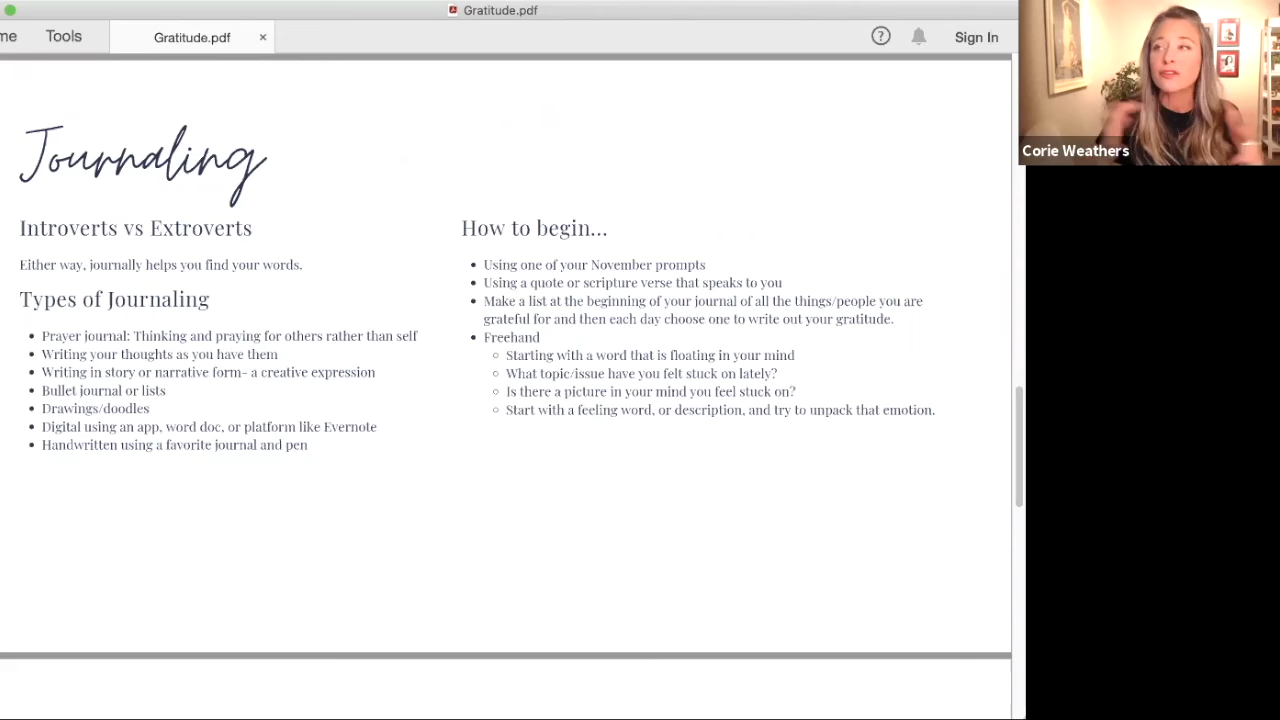 Gratitude.pdf
me
Tools
Gratitude.pdf
×
?
Sign In
Corie Weathers
Journaling
Introverts vs Extroverts
Either way, journally helps you find your words.
Types of Journaling
• Prayer journal: Thinking and praying for others rather than self
• Writing your thoughts as you have them
• Writing in story or narrative form- a creative expression
• Bullet journal or lists
• Drawings/doodles
• Digital using an app, word doc, or platform like Evernote
• Handwritten using a favorite journal and pen
How to begin...
• Using one of your November prompts
• Using a quote or scripture verse that speaks to you
• Make a list at the beginning of your journal of all the things/people you are
grateful for and then each day choose one to write out your gratitude.
• Freehand
◦ Starting with a word that is floating in your mind
◦ What topic/issue have you felt stuck on lately?
◦ Is there a picture in your mind you feel stuck on?
◦ Start with a feeling word, or description, and try to unpack that emotion.